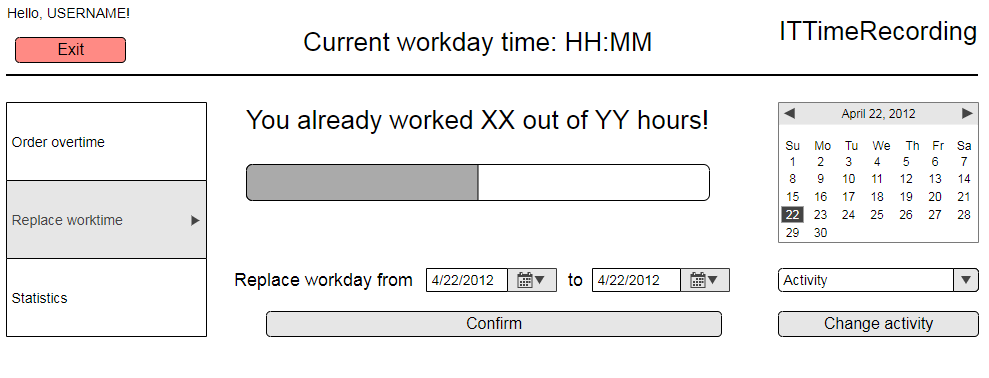 Hello, USERNAME!
Exit
Current workday time: HH:MM
ITTimeRecording
Order overtime
Replace worktime
Statistics
You already worked XX out of YY hours!
Replace workday from 4/22/2012 to 4/22/2012
Confirm
April 22, 2012
Su Mo Tu We Th Fr Sa
1 2 3 4 5 6 7
8 9 10 11 12 13 14
15 16 17 18 19 20 21
22 23 24 25 26 27 28
29 30
Activity
Change activity